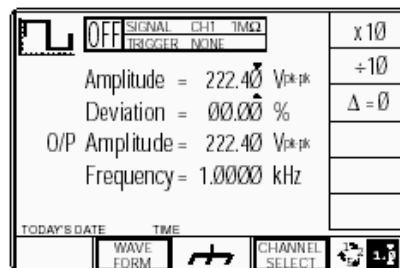 OFF SIGNAL CH1 1MΩ
TRIGGER NONE
x 10
÷10
Δ = 0
Amplitude = 222.40 Vpk-pk
Deviation = 00.00 %
O/P Amplitude = 222.40 Vpk-pk
Frequency = 1.0000 kHz
TODAY'S DATE TIME
WAVE FORM
CHANNEL SELECT